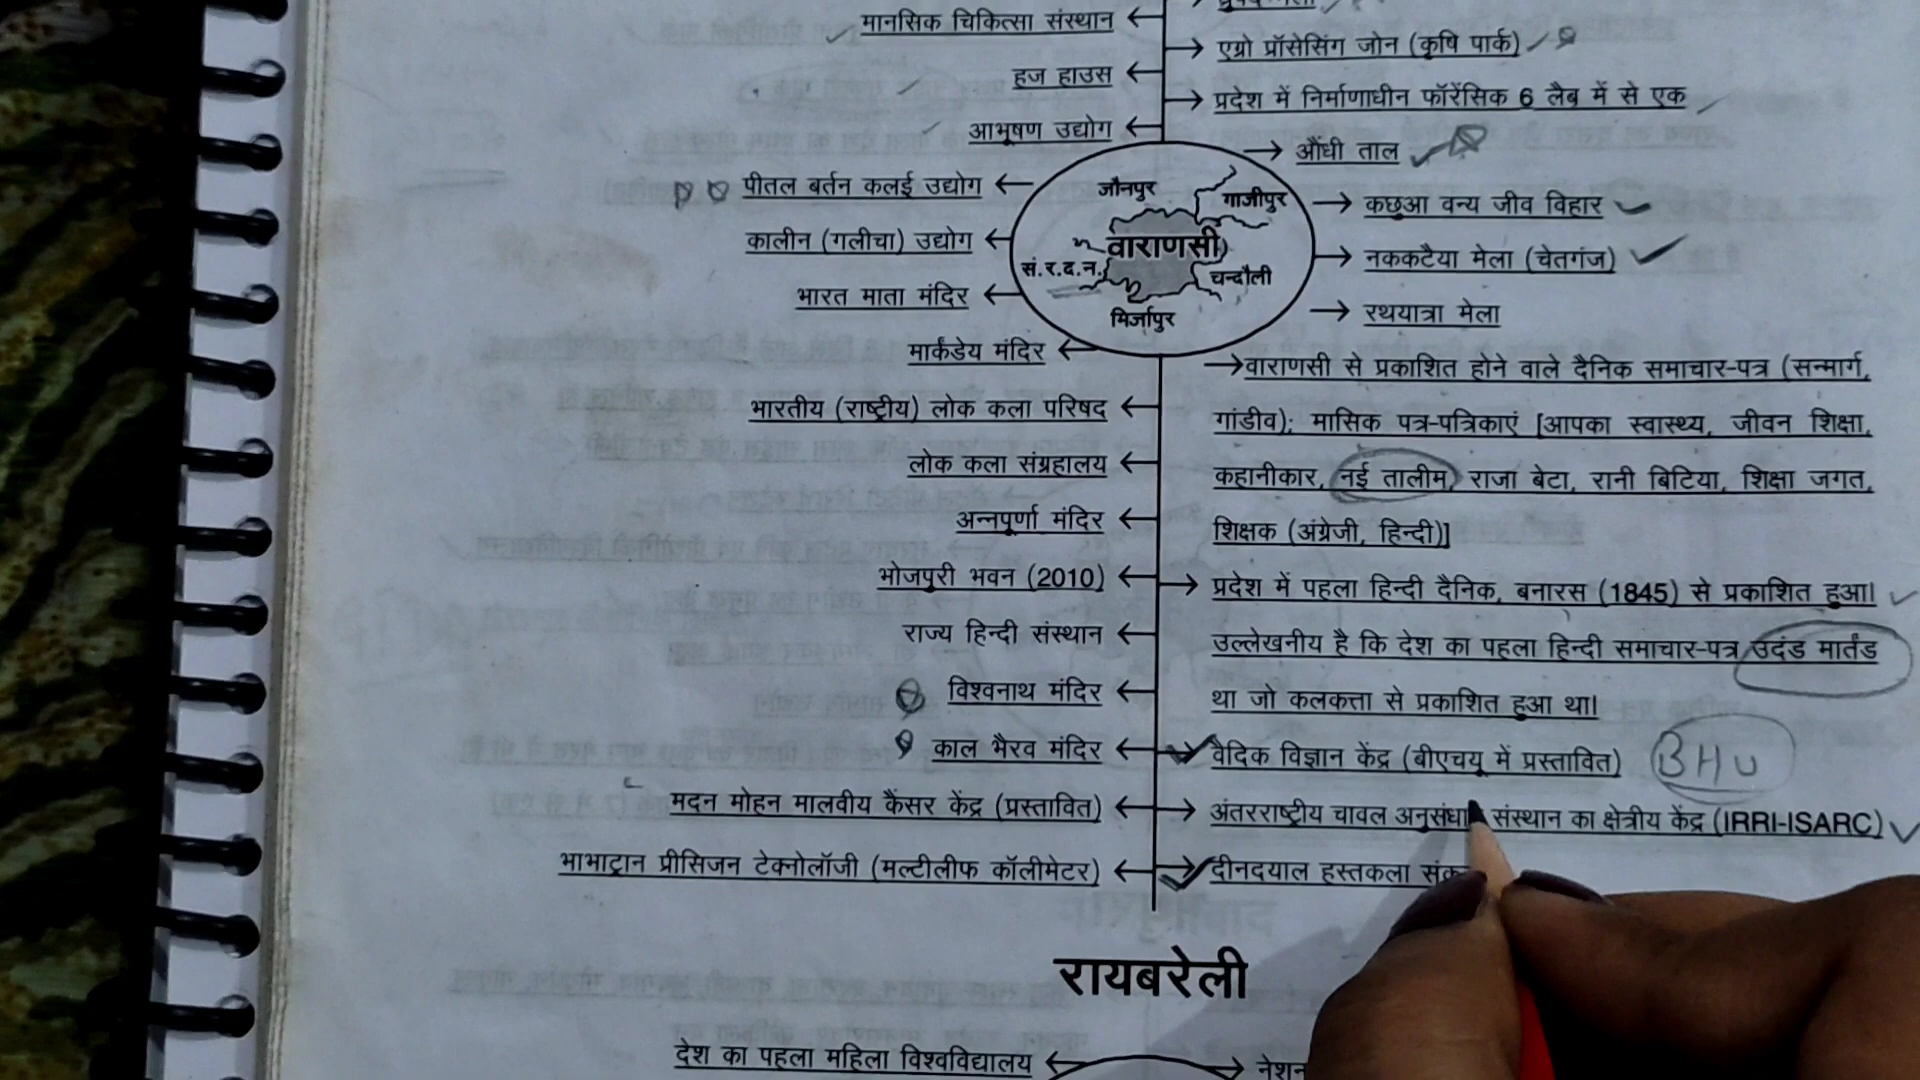 मानसिक चिकित्सा संस्थान
हज हाउस
आभूषण उद्योग
पीतल बर्तन कलई उद्योग
कालीन (गलीचा) उद्योग
भारत माता मंदिर
मार्कंडेय मंदिर
भारतीय (राष्ट्रीय) लोक कला परिषद
लोक कला संग्रहालय
अन्नपूर्णा मंदिर
भोजपुरी भवन (2010)
राज्य हिन्दी संस्थान
विश्वनाथ मंदिर
काल भैरव मंदिर
मदन मोहन मालवीय कैंसर केंद्र (प्रस्तावित)
भाभाट्रान प्रीसिजन टेक्नोलॉजी (मल्टीलीफ कॉलीमेटर)
जौनपुर
गाजीपुर
वाराणसी
सं.र.द.न.
चन्दौली
मिर्जापुर
एग्रो प्रॉसेसिंग जोन (कृषि पार्क)
प्रदेश में निर्माणाधीन फॉरेंसिक 6 लैब में से एक
औंधी ताल
कछुआ वन्य जीव विहार
नककटैया मेला (चेतगंज)
रथयात्रा मेला
वाराणसी से प्रकाशित होने वाले दैनिक समाचार-पत्र (सन्मार्ग,
गांडीव); मासिक पत्र-पत्रिकाएं [आपका स्वास्थ्य, जीवन शिक्षा,
कहानीकार, नई तालीम, राजा बेटा, रानी बिटिया, शिक्षा जगत,
शिक्षक (अंग्रेजी, हिन्दी)]
प्रदेश में पहला हिन्दी दैनिक, बनारस (1845) से प्रकाशित हुआ।
उल्लेखनीय है कि देश का पहला हिन्दी समाचार-पत्र उदंड मार्तंड
था जो कलकत्ता से प्रकाशित हुआ था।
वैदिक विज्ञान केंद्र (बीएचयू में प्रस्तावित) BHU
अंतरराष्ट्रीय चावल अनुसंधा संस्थान का क्षेत्रीय केंद्र (IRRI-ISARC)
दीनदयाल हस्तकला
रायबरेली
देश का पहला महिला विश्वविद्यालय